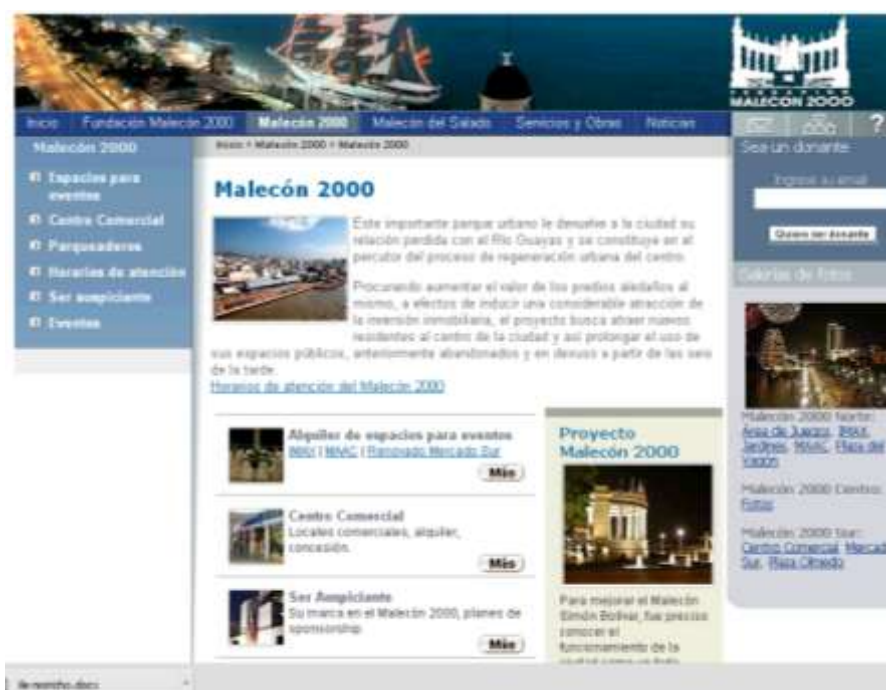 FUNDACION
MALECON 2000
Inicio Fundación Malecón 2000 Malecón 2000 Malecón del Salado Servicios y Obras Noticias ?
Malecón 2000
Espacios para
eventos
Centro Comercial
Parqueaderos
Horarios de atención
Ser auspiciante
Eventos
Inicio > Malecón 2000 > Malecón 2000
Malecón 2000
Este importante parque urbano le devuelve a la ciudad su
relación perdida con el Río Guayas y se constituye en el
percutor del proceso de regeneración urbana del centro.
Procurando aumentar el valor de los predios aledaños al
mismo, a efectos de inducir una considerable atracción de
la inversión inmobiliaria, el proyecto busca atraer nuevos
residentes al centro de la ciudad y así prolongar el uso de
sus espacios públicos, anteriormente abandonados y en desuso a partir de las seis
de la tarde.
Horarios de atención del Malecón 2000
Alquiler de espacios para eventos
IMAX | MAAC | Renovado Mercado Sur
Más
Centro Comercial
Locales comerciales, alquiler,
concesión.
Más
Ser Auspiciante
Su marca en el Malecón 2000, planes de
sponsorship.
Más
Proyecto
Malecón 2000
Para mejorar el Malecón
Simón Bolívar, fue preciso
conocer el
funcionamiento de la
ciudad como un todo
Sea un donante
Ingrese su email
Quiero ser donante
Galerías de fotos
Malecón 2000 Norte:
Área de Juegos, IMAX,
Jardines, MAAC, Plaza del
Vagón
Malecón 2000 Centro:
Fotos
Malecón 2000 Sur:
Centro Comercial, Mercado
Sur, Plaza Olmedo